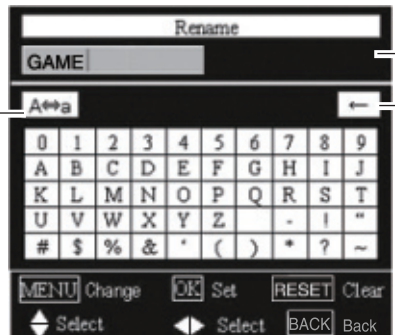 Rename
GAME
A⇔a ←
0 1 2 3 4 5 6 7 8 9
A B C D E F G H I J
K L M N O P Q R S T
U V W X Y Z - ! "
# $ % & ' ( ) * ? ~
MENU Change OK Set RESET Clear
Select Select BACK Back